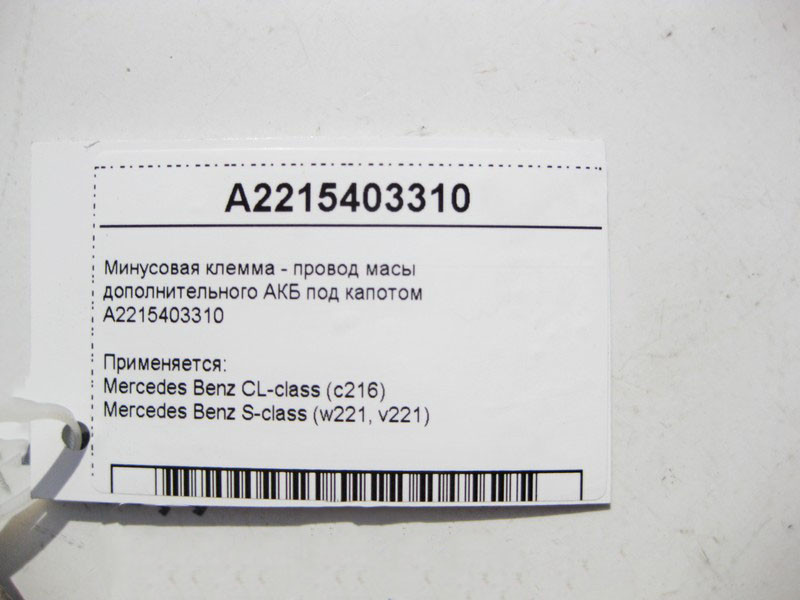 A2215403310
Минусовая клемма - провод масы
дополнительного АКБ под капотом
A2215403310
Применяется:
Mercedes Benz CL-class (c216)
Mercedes Benz S-class (w221, v221)